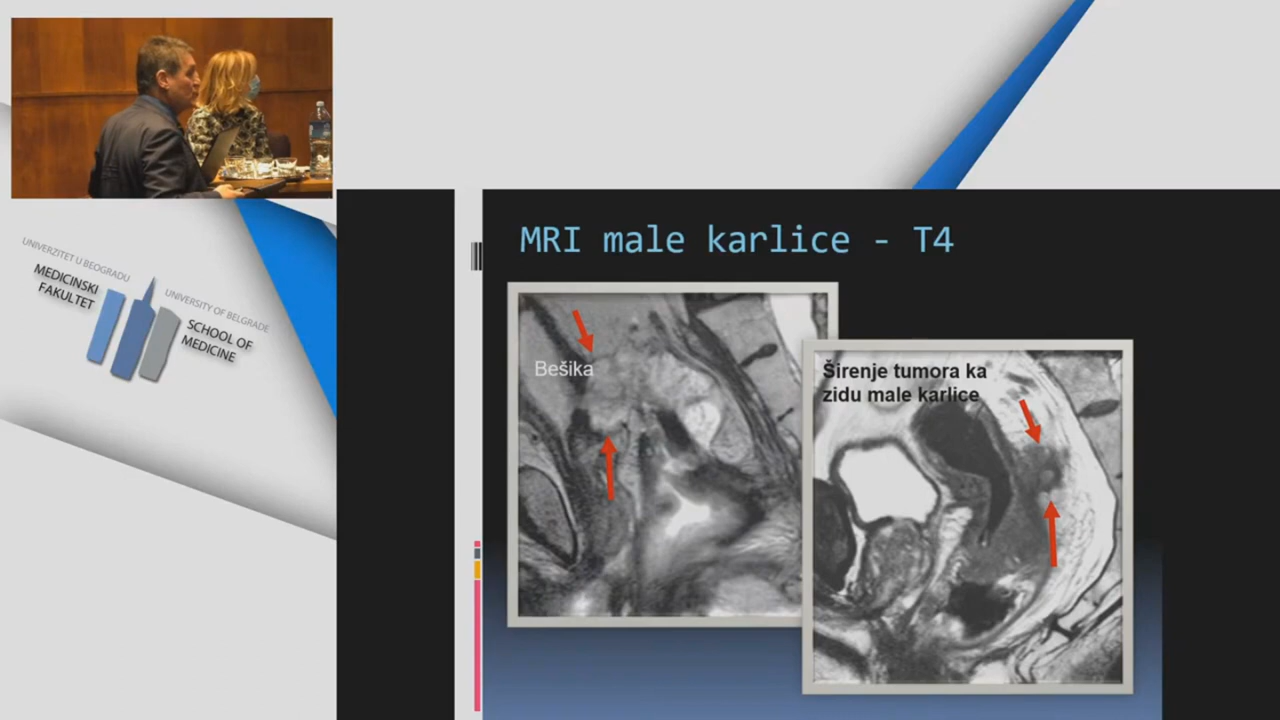 UNIVERZITET U BEOGRADU
MEDICINSKI
FAKULTET
UNIVERSITY OF BELGRADE
SCHOOL OF
MEDICINE
MRI male karlice - T4
Bešika
Širenje tumora ka
zidu male karlice